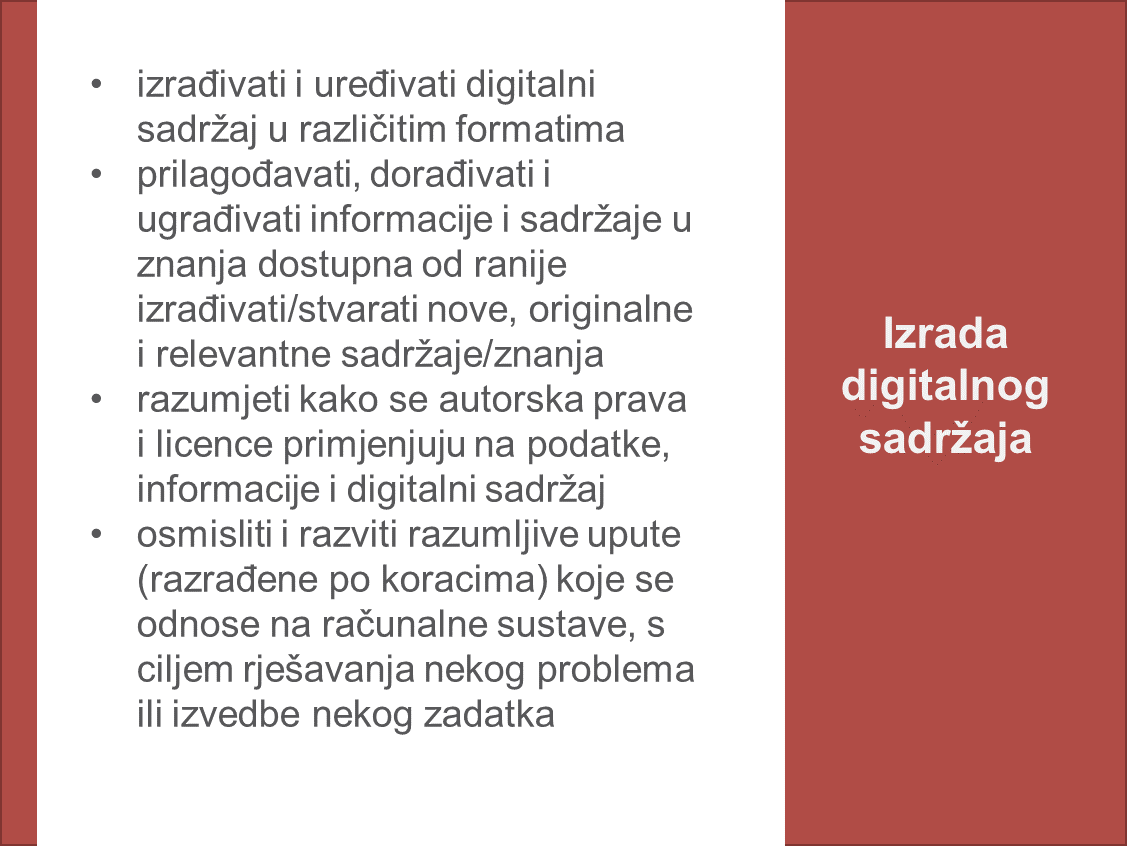 • izrađivati i uređivati digitalni
sadržaj u različitim formatima
• prilagođavati, dorađivati i
ugrađivati informacije i sadržaje u
znanja dostupna od ranije
izrađivati/stvarati nove, originalne
i relevantne sadržaje/znanja
• razumjeti kako se autorska prava
i licence primjenjuju na podatke,
informacije i digitalni sadržaj
• osmisliti i razviti razumljive upute
(razrađene po koracima) koje se
odnose na računalne sustave, s
ciljem rješavanja nekog problema
ili izvedbe nekog zadatka
Izrada
digitalnog
sadržaja